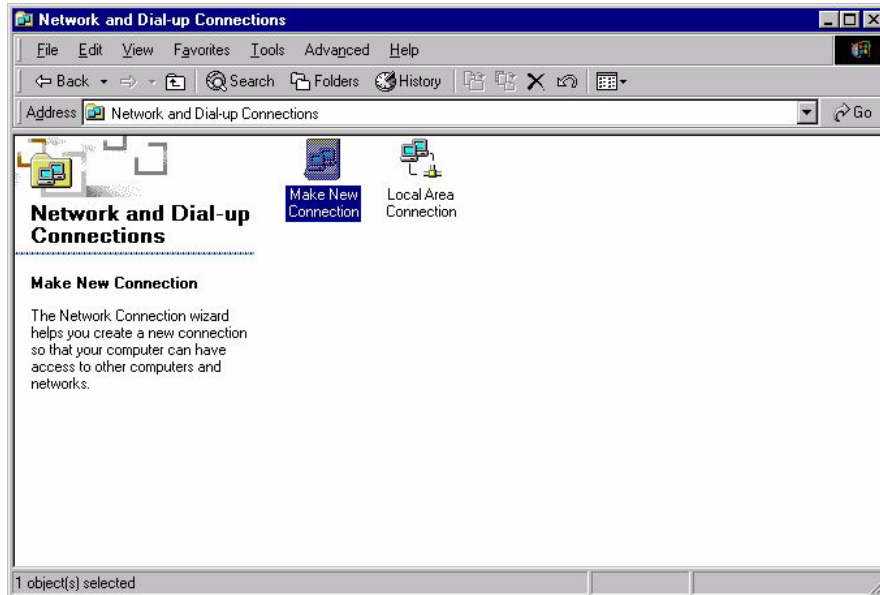 Network and Dial-up Connections
File Edit View Favorites Tools Advanced Help
Back Search Folders History
Address Network and Dial-up Connections Go
Make New Connection
Local Area Connection
Network and Dial-up
Connections
Make New Connection
The Network Connection wizard
helps you create a new connection
so that your computer can have
access to other computers and
networks.
1 object(s) selected